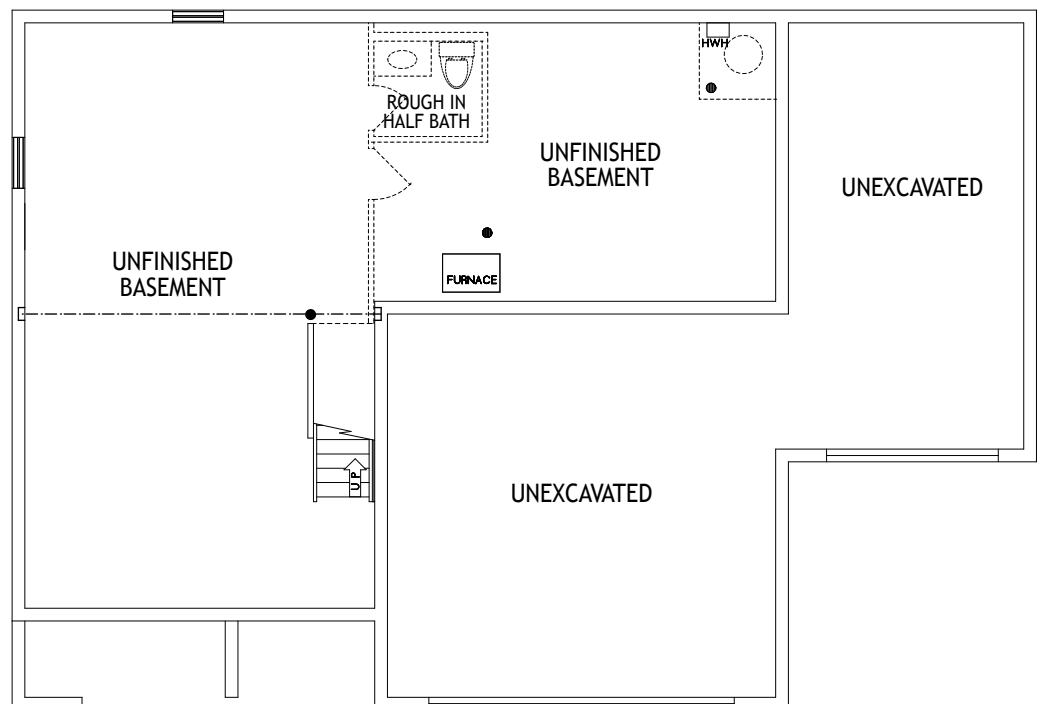 HWH
ROUGH IN
HALF BATH
UNFINISHED
BASEMENT
UNEXCAVATED
UNFINISHED
BASEMENT
FURNACE
UP
UNEXCAVATED